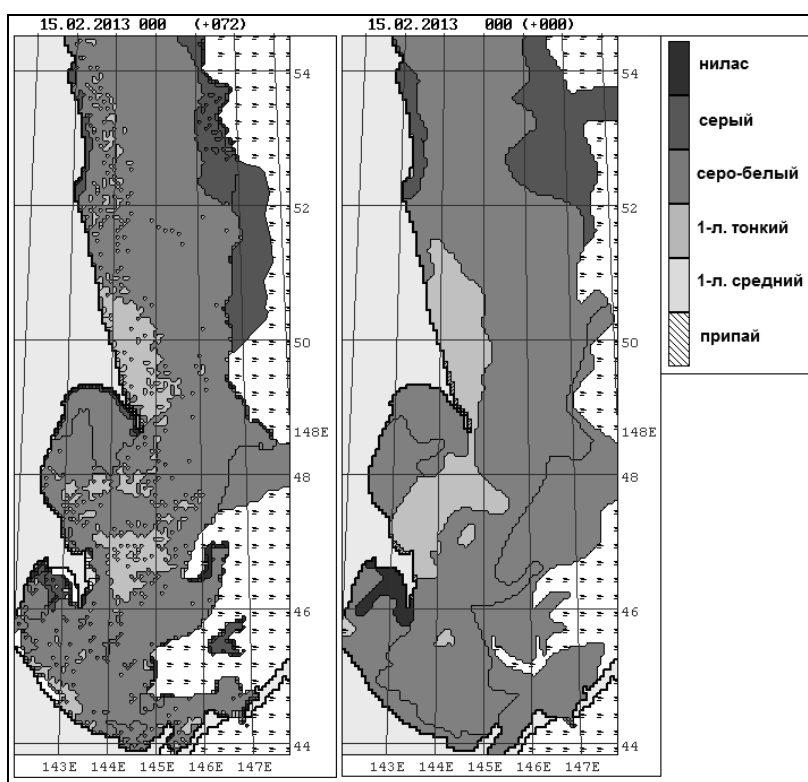 15.02.2013 000 (+072)
15.02.2013 000 (+000)
54
52
50
148E
48
46
44
143E 144E 145E 146E 147E
54
52
50
148E
48
46
44
143E 144E 145E 146E 147E
нилас
серый
серо-белый
1-л. тонкий
1-л. средний
припай